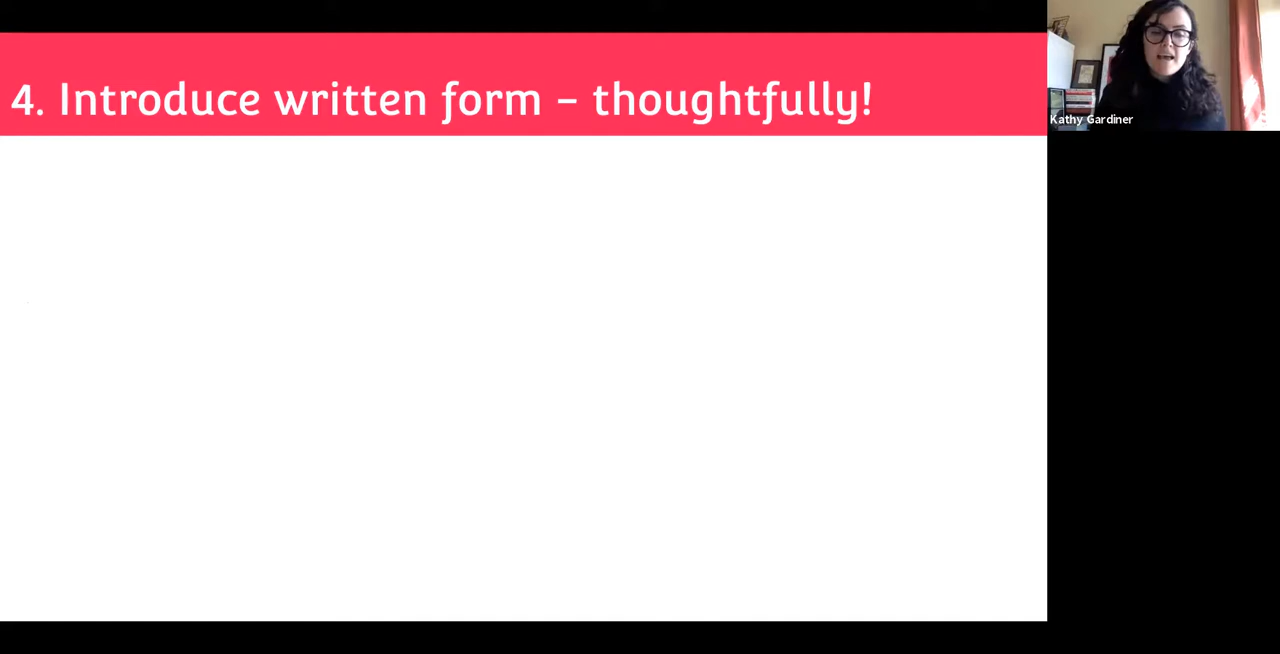 4. Introduce written form – thoughtfully!
Kathy Gardiner